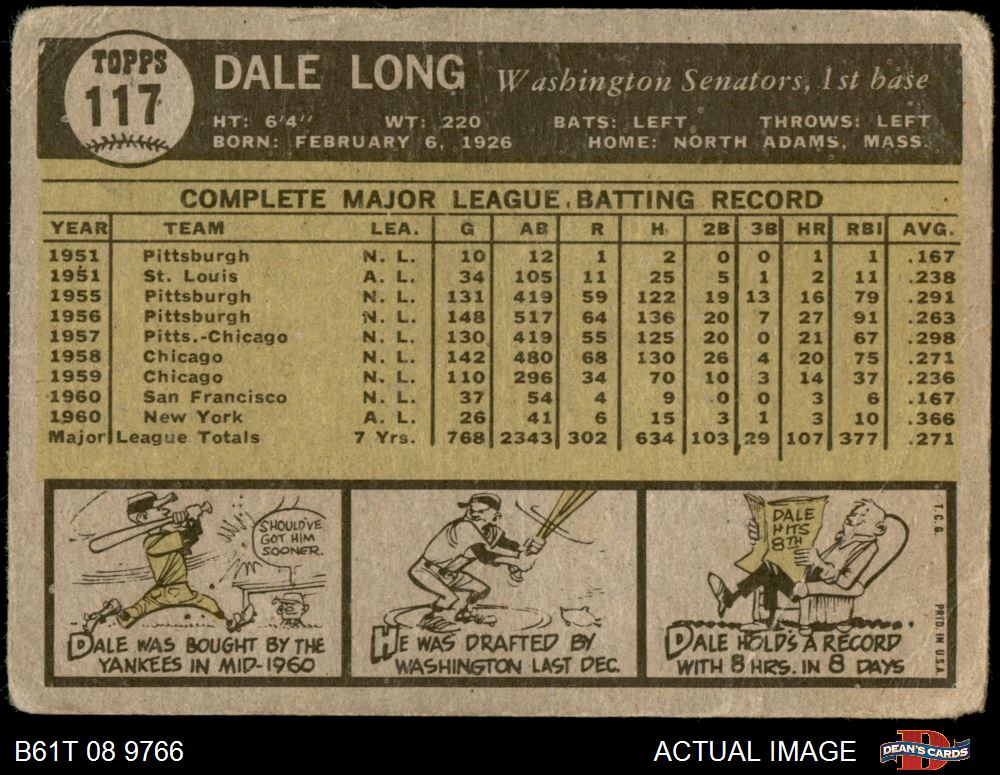 TOPPS
117
DALE LONG Washington Senators, 1st base
HT: 6'4" WT: 220 BATS: LEFT THROWS: LEFT
BORN: FEBRUARY 6, 1926 HOME: NORTH ADAMS, MASS.
COMPLETE MAJOR LEAGUE BATTING RECORD
YEAR TEAM LEA. G AB R H 2B 3B HR RBI AVG.
1951 Pittsburgh N. L. 10 12 1 2 0 0 1 1 .167
1951 St. Louis A. L. 34 105 11 25 5 1 2 11 .238
1955 Pittsburgh N. L. 131 419 59 122 19 13 16 79 .291
1956 Pittsburgh N. L. 148 517 64 136 20 7 27 91 .263
1957 Pitts.-Chicago N. L. 130 419 55 125 20 0 21 67 .298
1958 Chicago N. L. 142 480 68 130 26 4 20 75 .271
1959 Chicago N. L. 110 296 34 70 10 3 14 37 .236
1960 San Francisco N. L. 37 54 4 9 0 0 3 6 .167
1960 New York A. L. 26 41 6 15 3 1 3 10 .366
Major League Totals 7 Yrs. 768 2343 302 634 103 29 107 377 .271
SHOULD'VE
GOT HIM
SOONER.
DALE WAS BOUGHT BY THE
YANKEES IN MID-1960
HE WAS DRAFTED BY
WASHINGTON LAST DEC.
DALE
HITS
8TH
DALE HOLDS A RECORD
WITH 8 HRS. IN 8 DAYS
T.C.G.
PRTD IN U.S.A.
B61T 08 9766
ACTUAL IMAGE
DEAN'S CARDS